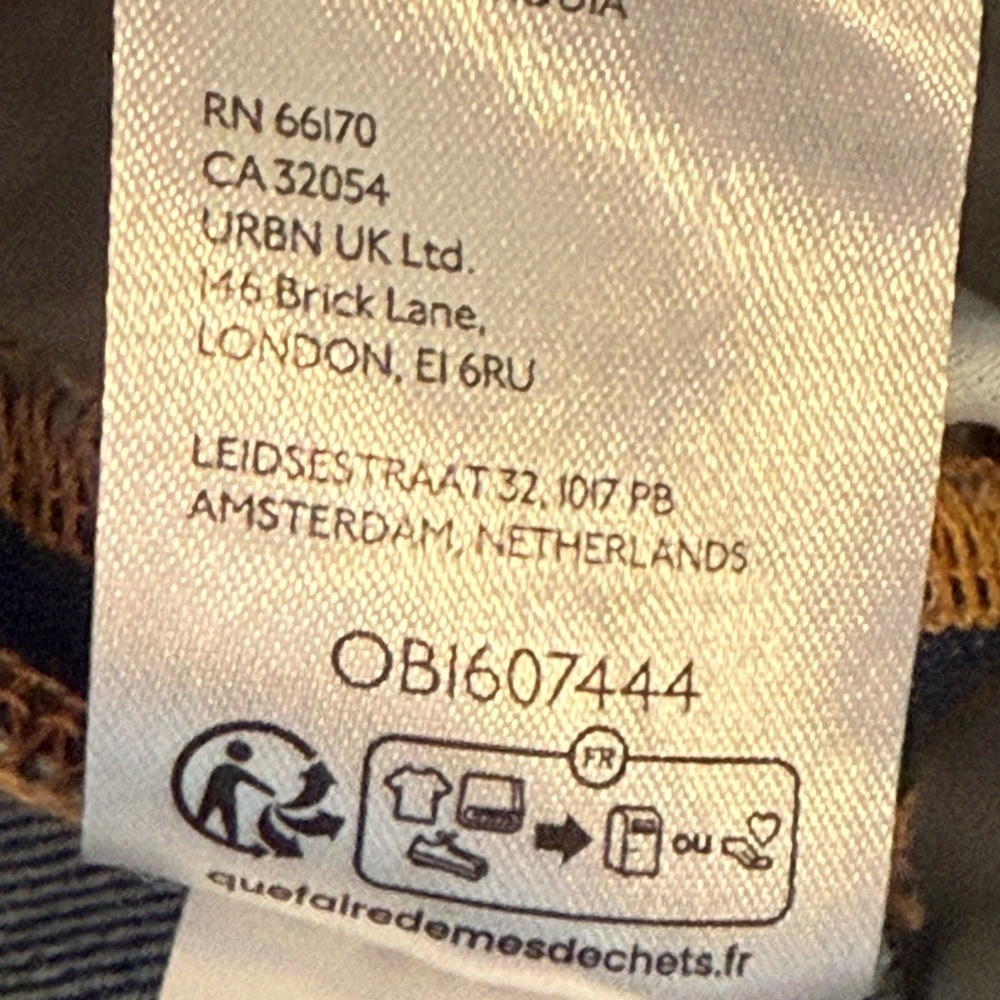 RN 66170
CA 32054
URBN UK Ltd.
146 Brick Lane,
LONDON, E1 6RU
LEIDSESTRAAT 32, 1017 PB
AMSTERDAM, NETHERLANDS
OB1607444
FR
ou
quefairedemesdechets.fr